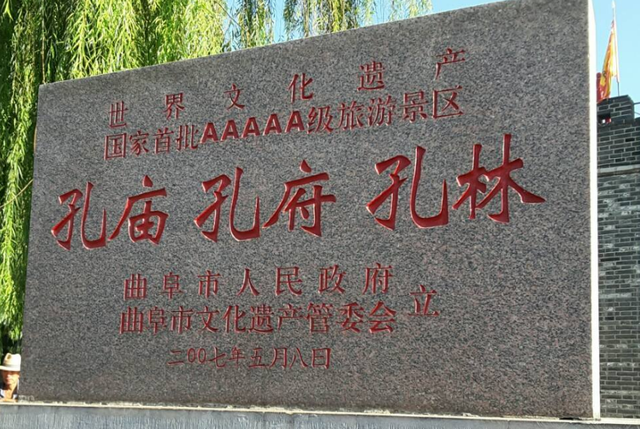 世界文化遗产
国家首批AAAAA级旅游景区
孔庙 孔府 孔林
曲阜市人民政府
曲阜市文化遗产管委会 立
二〇〇七年五月八日